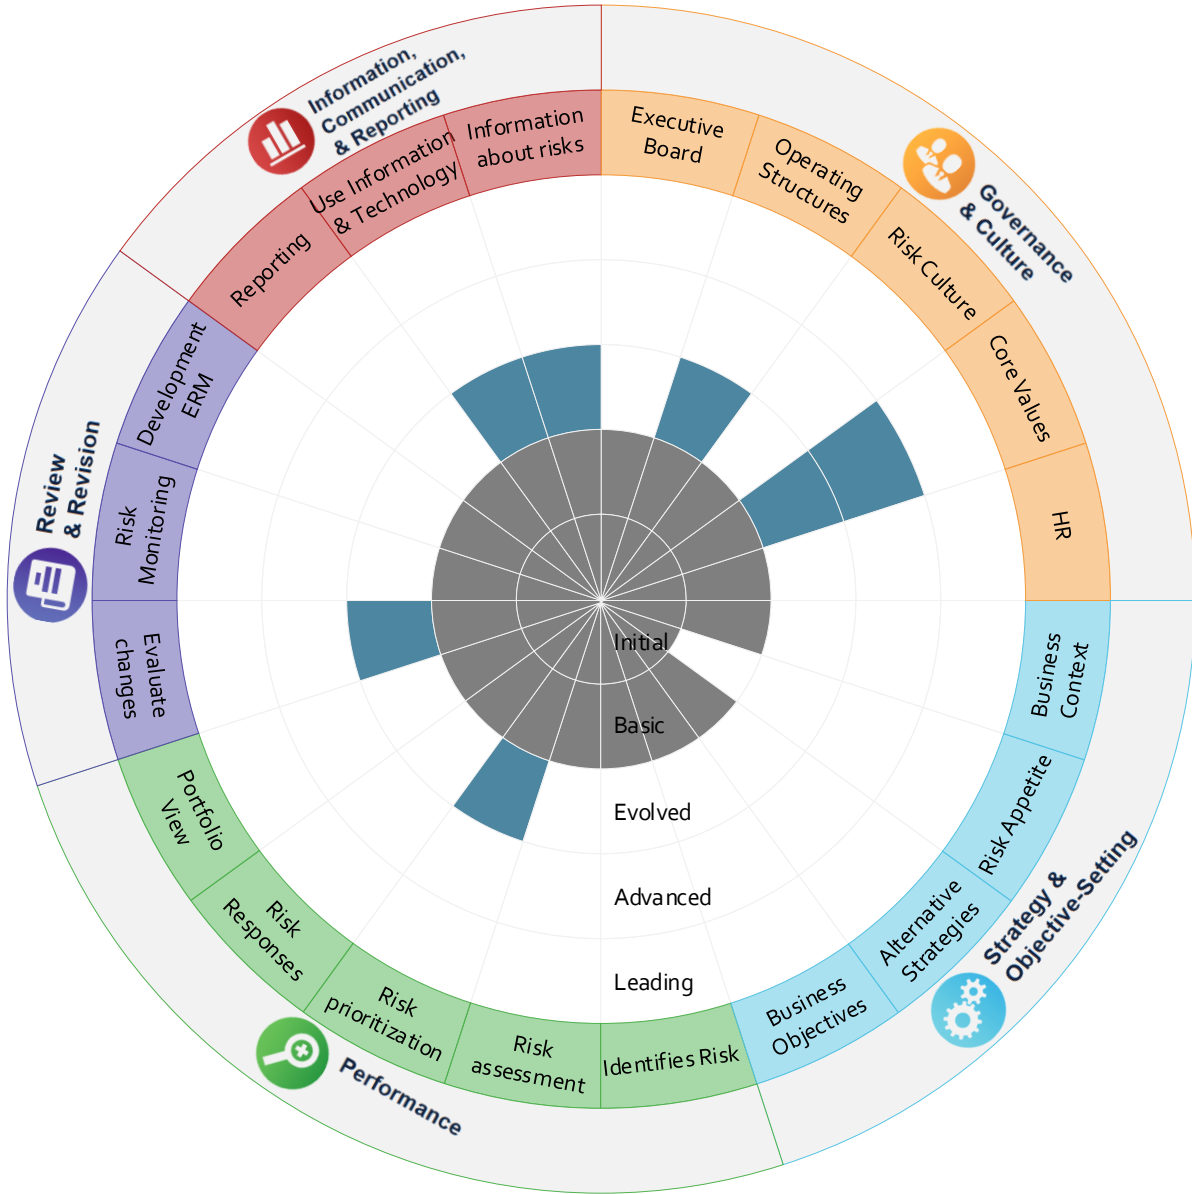 Information,
Communication,
& Reporting
Governance
& Culture
Strategy &
Objective-Setting
Performance
Review
& Revision
Executive
Board
Operating
Structures
Risk Culture
Core Values
HR
Business
Context
Risk Appetite
Alternative
Strategies
Business
Objectives
Identifies Risk
Risk
assessment
Risk
prioritization
Risk
Responses
Portfolio
View
Evaluate
changes
Risk
Monitoring
Development
ERM
Reporting
Use Information
& Technology
Information
about risks
Initial
Basic
Evolved
Advanced
Leading